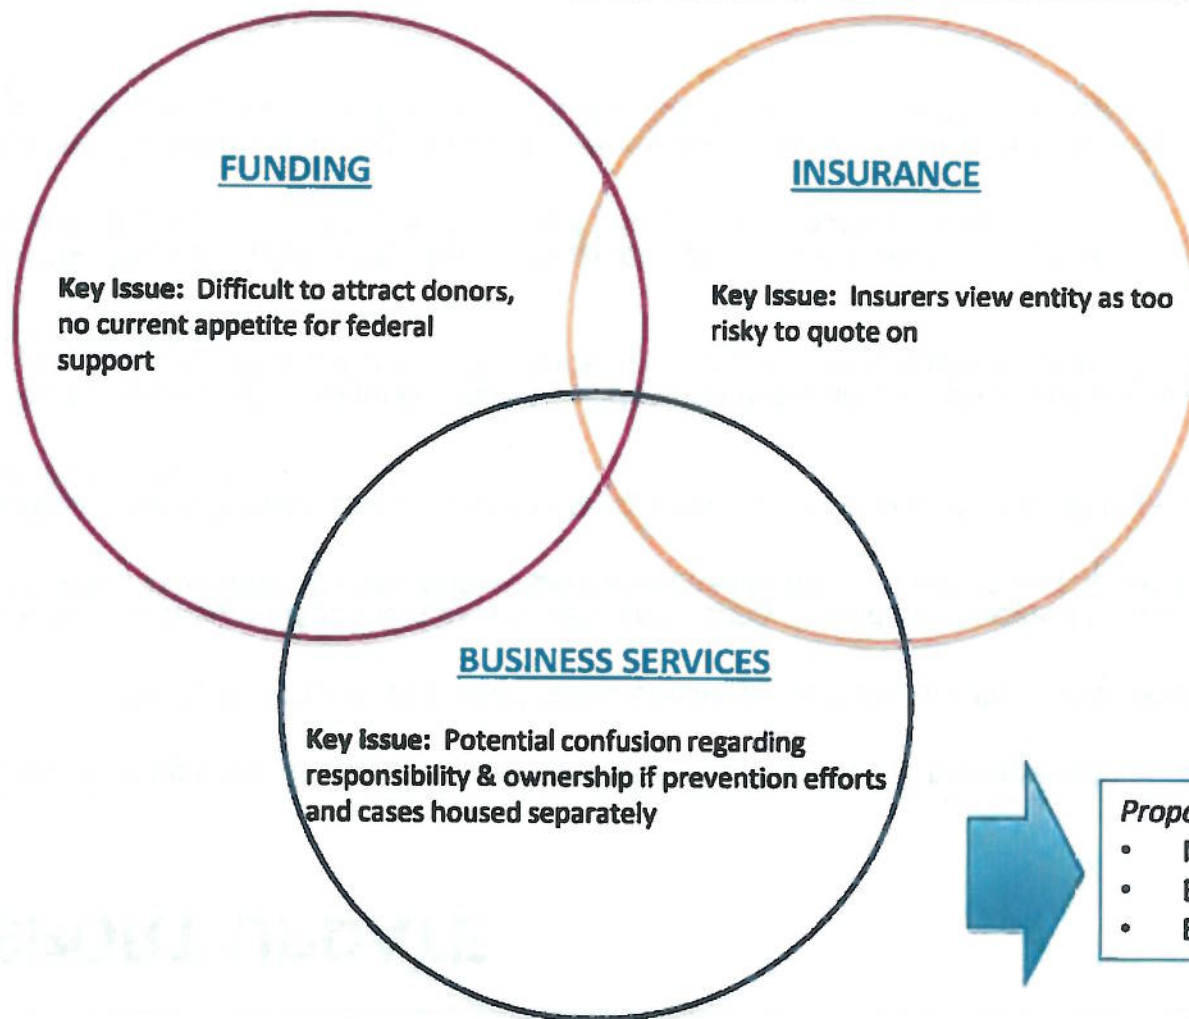 FUNDING
INSURANCE
Key Issue: Difficult to attract donors,
no current appetite for federal
support
Key Issue: Insurers view entity as too
risky to quote on
BUSINESS SERVICES
Key Issue: Potential confusion regarding
responsibility & ownership if prevention efforts
and cases housed separately
•
•
•